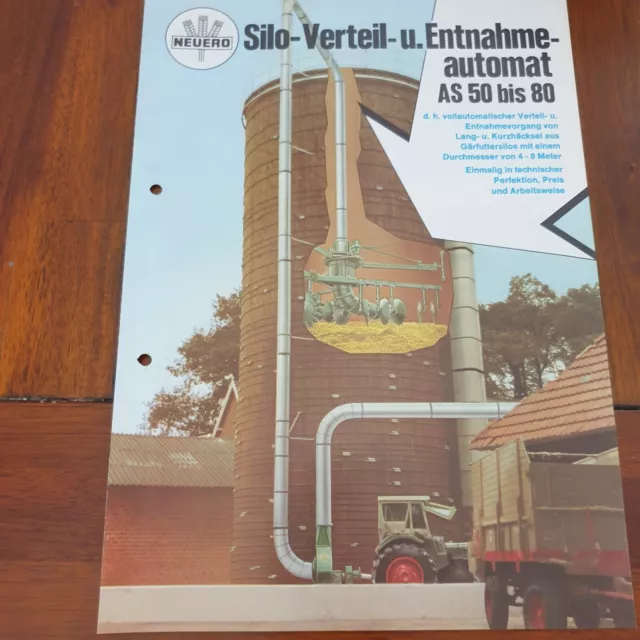 NEUERO
Silo-Verteil-u. Entnahme-
automat
AS 50 bis 80
d. h. vollautomatischer Verteil- u.
Entnahmevorgang von
Lang- u. Kurzhäcksel aus
Gärfuttersilos mit einem
Durchmesser von 4 - 8 Meter
Einmalig in technischer
Perfektion, Preis
und Arbeitsweise